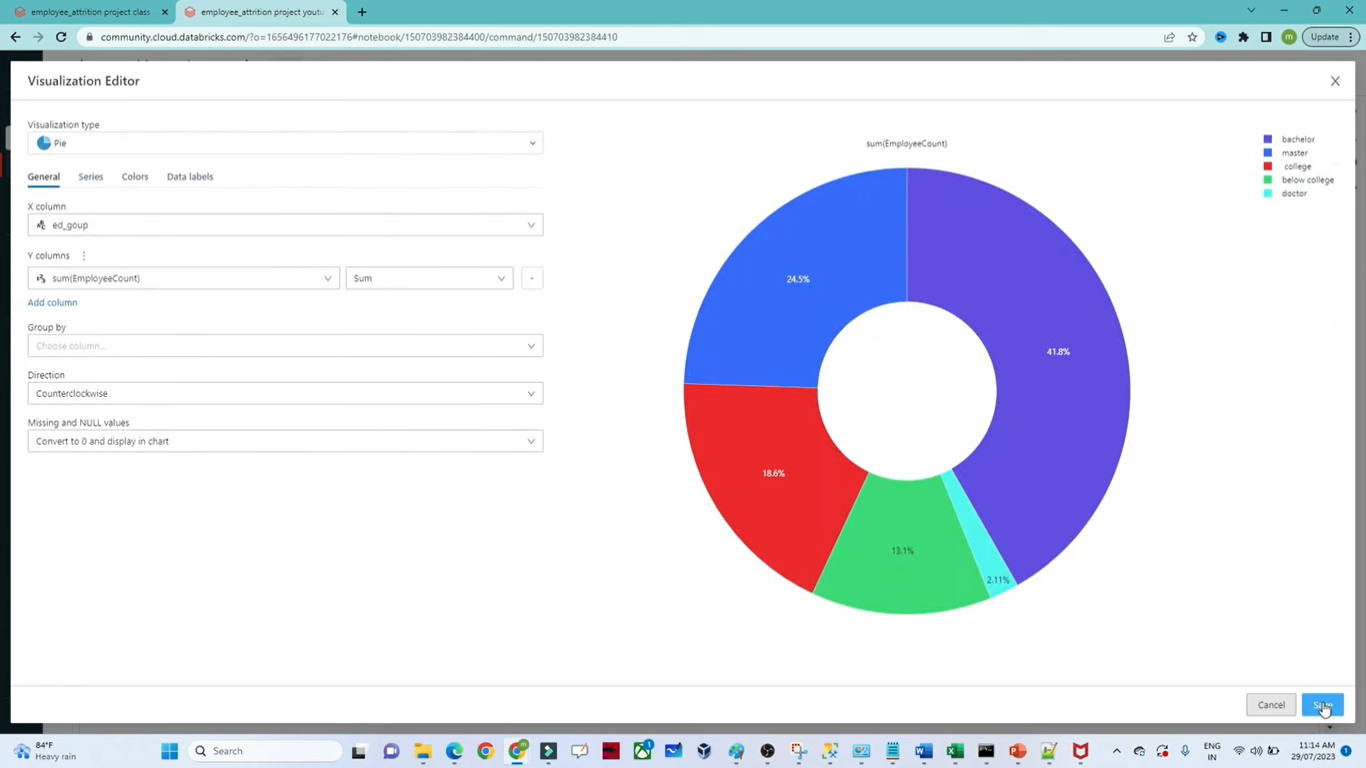 employee_attrition project class
employee_attrition project youtu
community.cloud.databricks.com/?o=1656496177022176#notebook/150703982384400/command/150703982384410
m
Update
Visualization Editor
Visualization type
Pie
General Series Colors Data labels
X column
ed_goup
Y columns
sum(EmployeeCount) Sum
Add column
Group by
Choose column...
Direction
Counterclockwise
Missing and NULL values
Convert to 0 and display in chart
sum(EmployeeCount)
24.5%
41.8%
18.6%
13.1%
2.11%
bachelor
master
college
below college
doctor
Cancel
84°F
Heavy rain
Search
ENG
IN
11:14 AM
29/07/2023